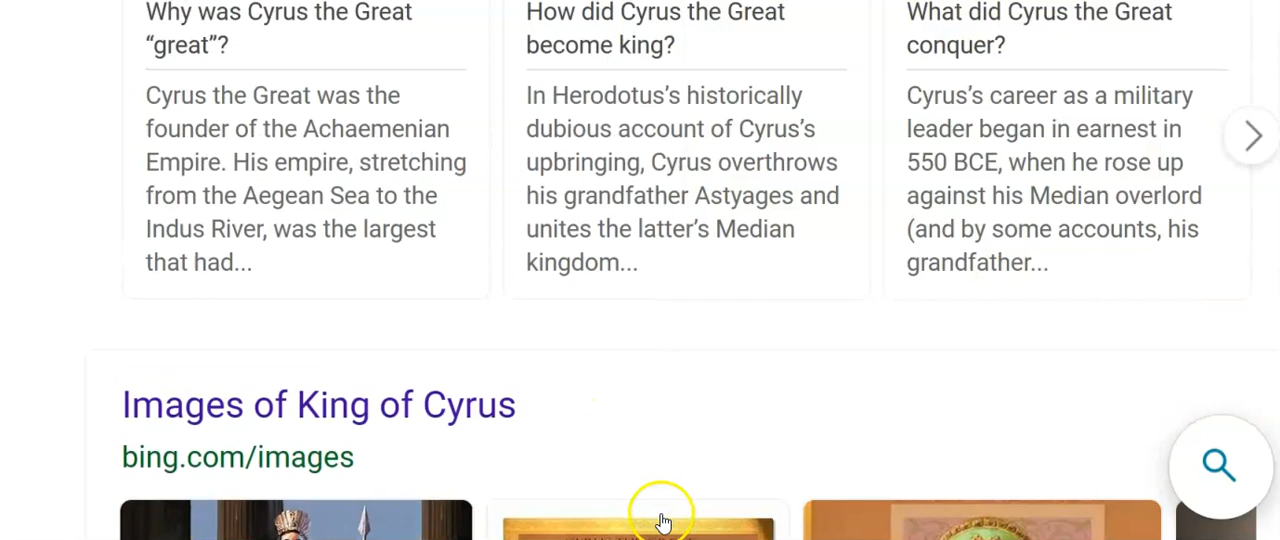 Why was Cyrus the Great
“great”?
Cyrus the Great was the
founder of the Achaemenian
Empire. His empire, stretching
from the Aegean Sea to the
Indus River, was the largest
that had...
How did Cyrus the Great
become king?
In Herodotus’s historically
dubious account of Cyrus’s
upbringing, Cyrus overthrows
his grandfather Astyages and
unites the latter’s Median
kingdom...
What did Cyrus the Great
conquer?
Cyrus’s career as a military
leader began in earnest in
550 BCE, when he rose up
against his Median overlord
(and by some accounts, his
grandfather...
Images of King of Cyrus
bing.com/images